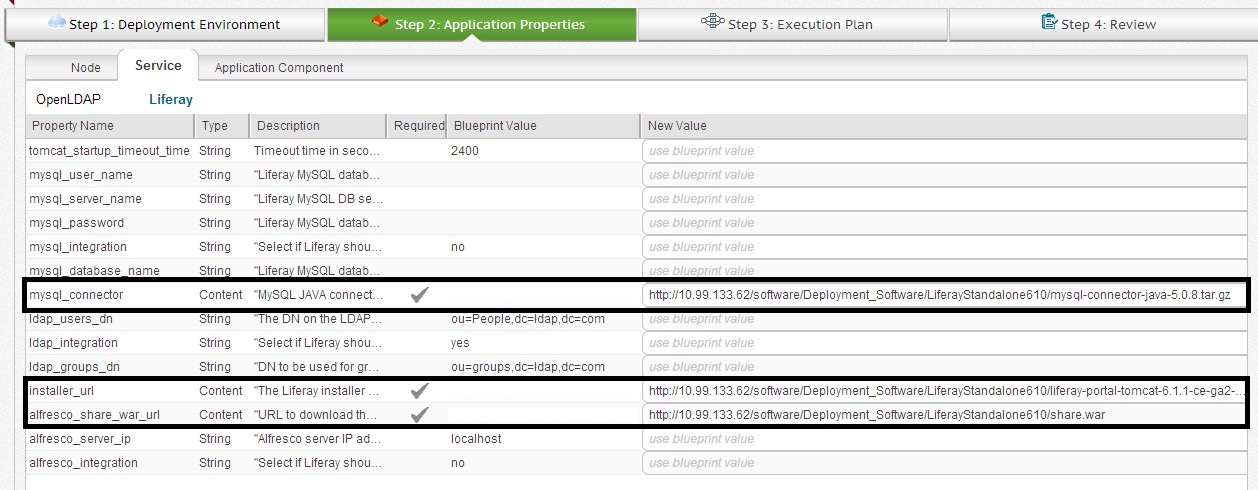 Step 1: Deployment Environment Step 2: Application Properties Step 3: Execution Plan Step 4: Review
Node Service Application Component
OpenLDAP Liferay
Property Name Type Description Required Blueprint Value New Value
tomcat_startup_timeout_time String Timeout time in seco... 2400 use blueprint value
mysql_user_name String "Liferay MySQL datab... use blueprint value
mysql_server_name String "Liferay MySQL DB se... use blueprint value
mysql_password String "Liferay MySQL datab... use blueprint value
mysql_integration String "Select if Liferay shou... no use blueprint value
mysql_database_name String "Liferay MySQL datab... use blueprint value
mysql_connector Content "MySQL JAVA connect... http://10.99.133.62/software/Deployment_Software/LiferayStandalone610/mysql-connector-java-5.0.8.tar.gz
ldap_users_dn String "The DN on the LDAP... ou=People,dc=ldap,dc=com use blueprint value
ldap_integration String "Select if Liferay shou... yes use blueprint value
ldap_groups_dn String "DN to be used for gr... ou=groups,dc=ldap,dc=com use blueprint value
installer_url Content "The Liferay installer ... http://10.99.133.62/software/Deployment_Software/LiferayStandalone610/liferay-portal-tomcat-6.1.1-ce-ga2-...
alfresco_share_war_url Content "URL to download th... http://10.99.133.62/software/Deployment_Software/LiferayStandalone610/share.war
alfresco_server_ip String "Alfresco server IP ad... localhost use blueprint value
alfresco_integration String "Select if Liferay shou... no use blueprint value